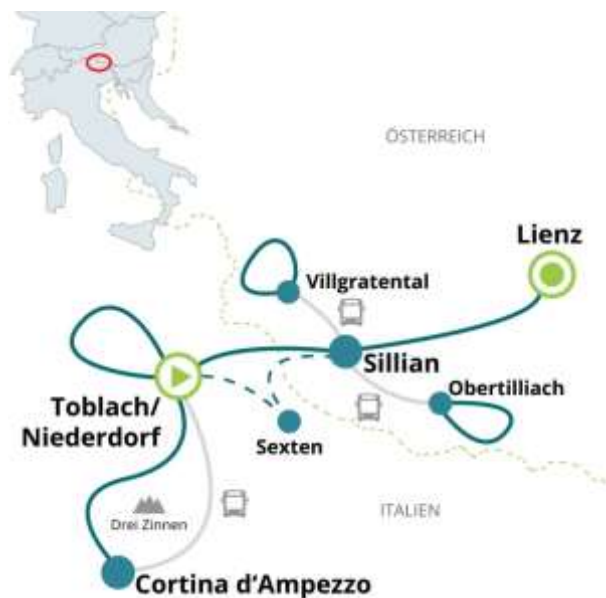 ÖSTERREICH
Lienz
Villgratental
Sillian
Obertilliach
Toblach/
Niederdorf
Sexten
Drei Zinnen
ITALIEN
Cortina d'Ampezzo